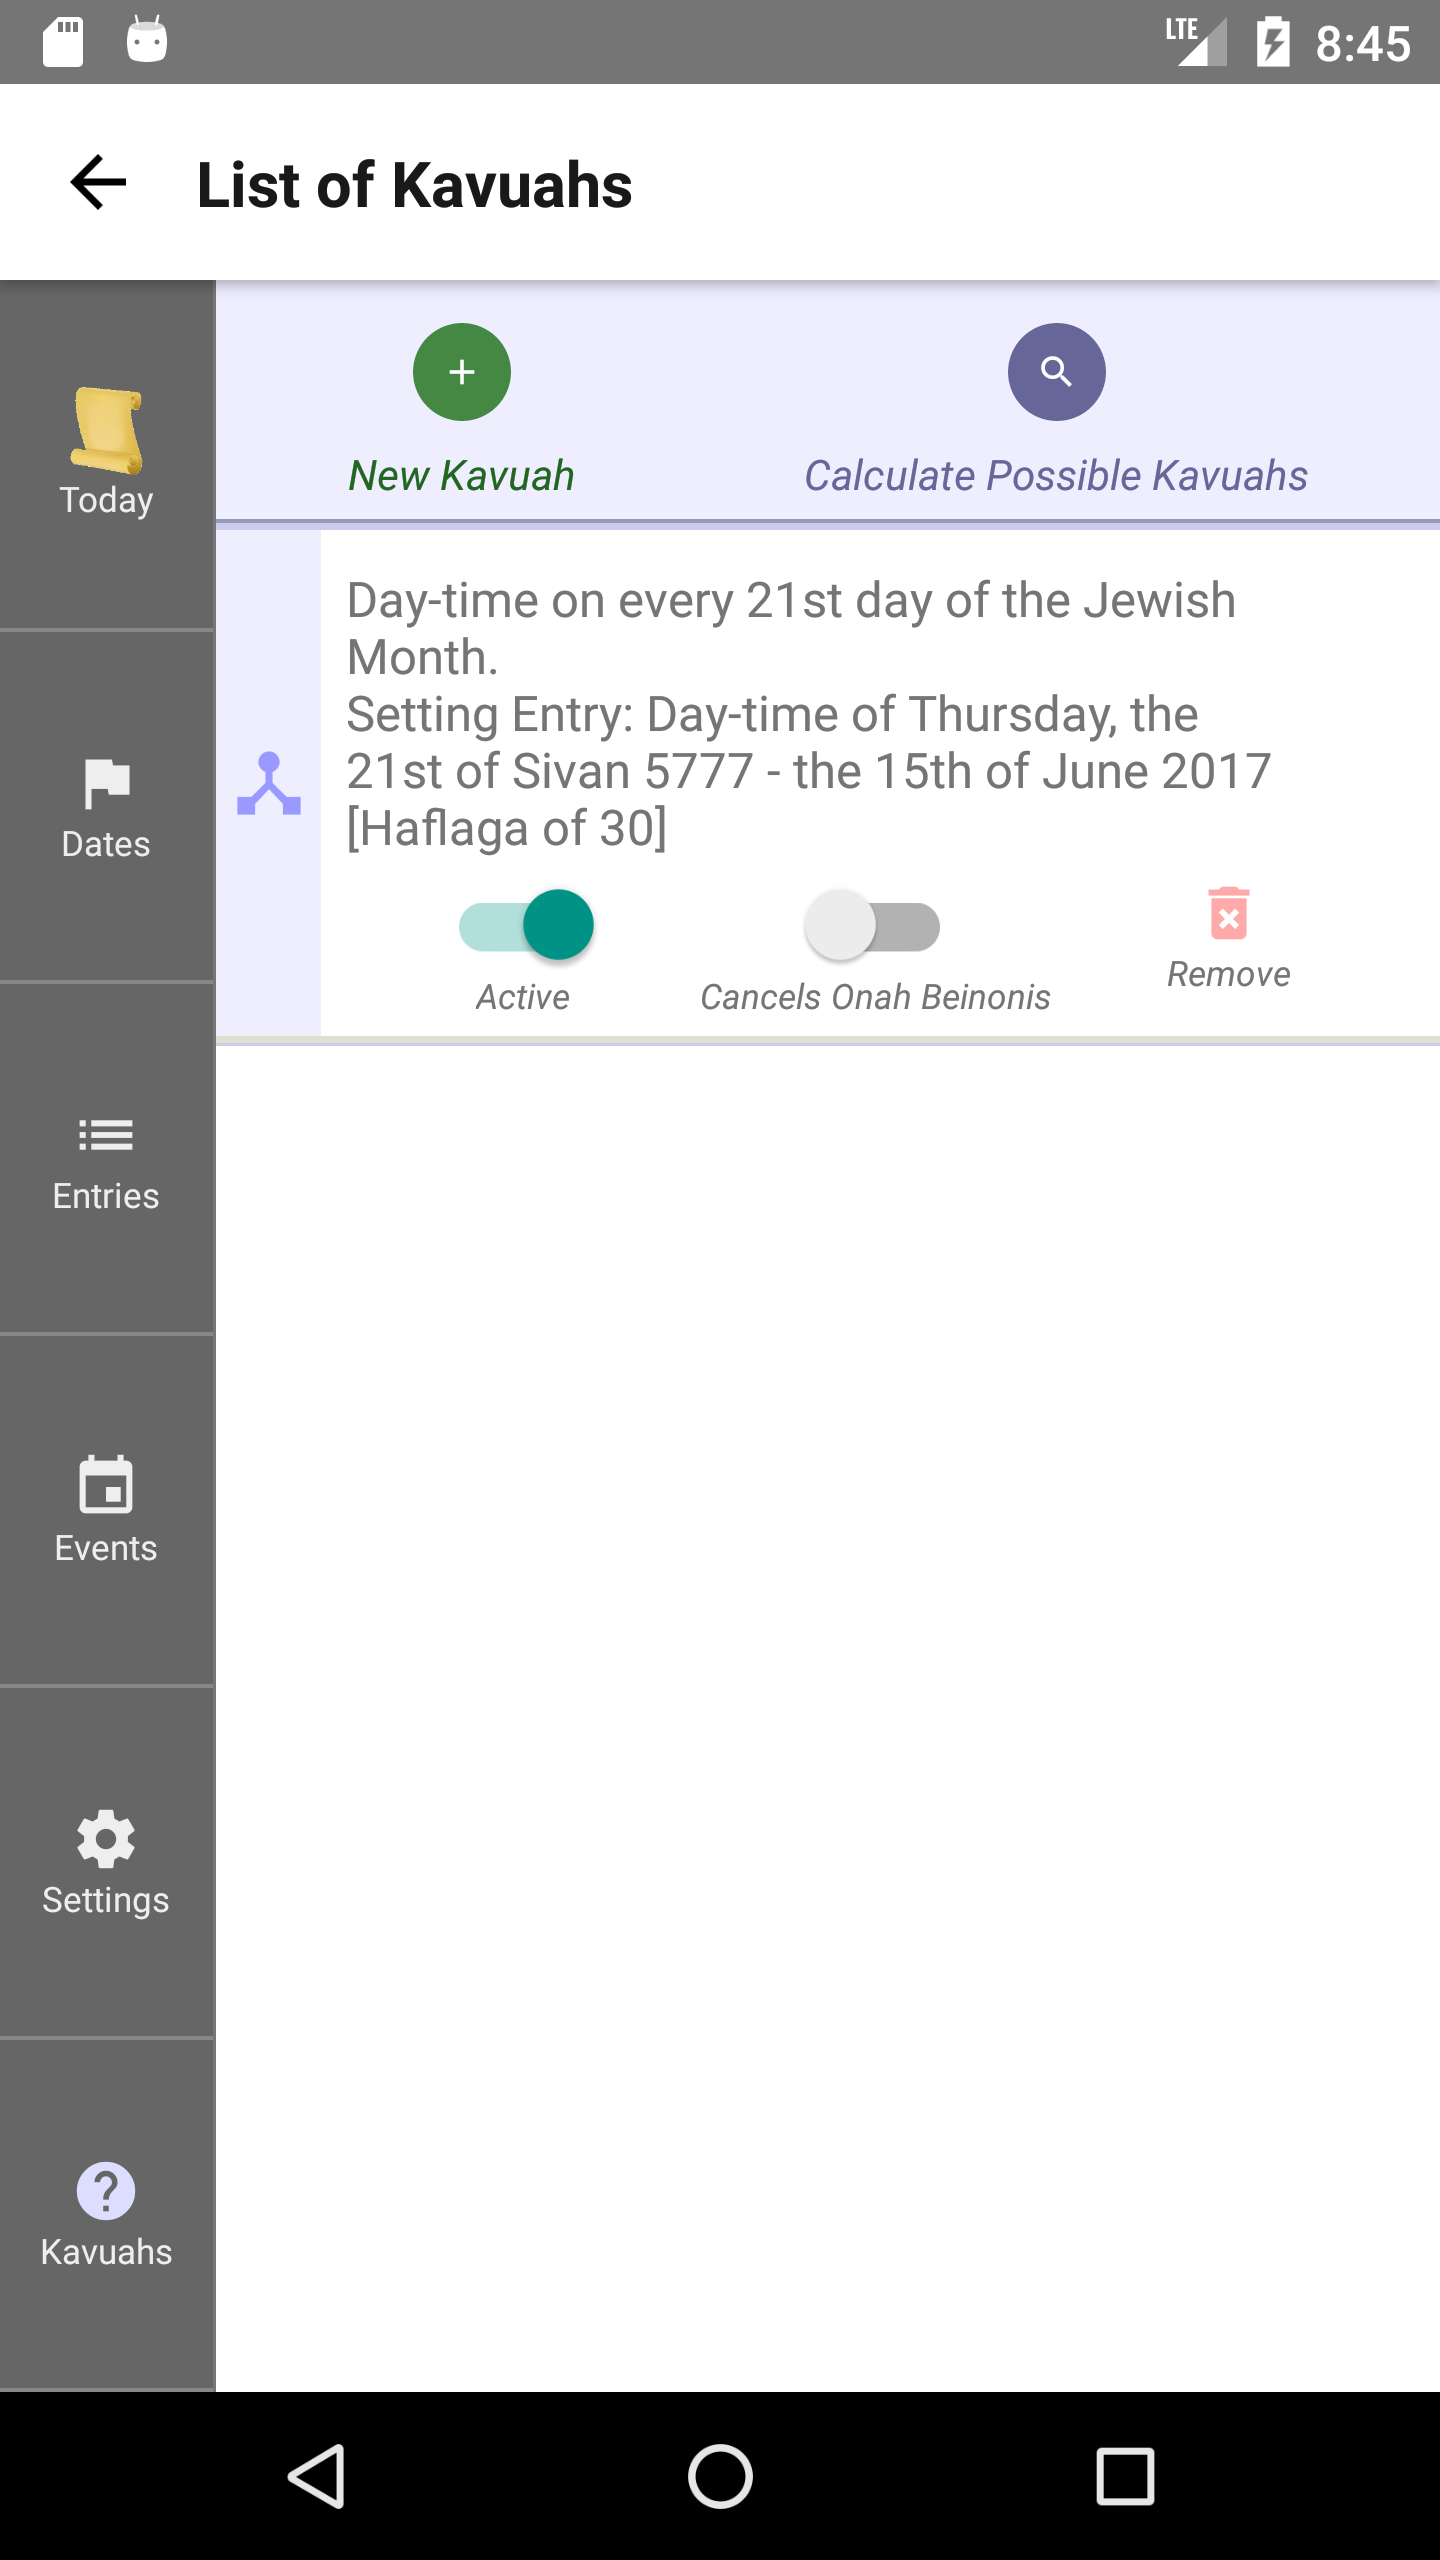 LTE 8:45
List of Kavuahs
Today
Dates
Entries
Events
Settings
Kavuahs
New Kavuah
Calculate Possible Kavuahs
Day-time on every 21st day of the Jewish
Month.
Setting Entry: Day-time of Thursday, the
21st of Sivan 5777 - the 15th of June 2017
[Haflaga of 30]
Active
Cancels Onah Beinonis
Remove